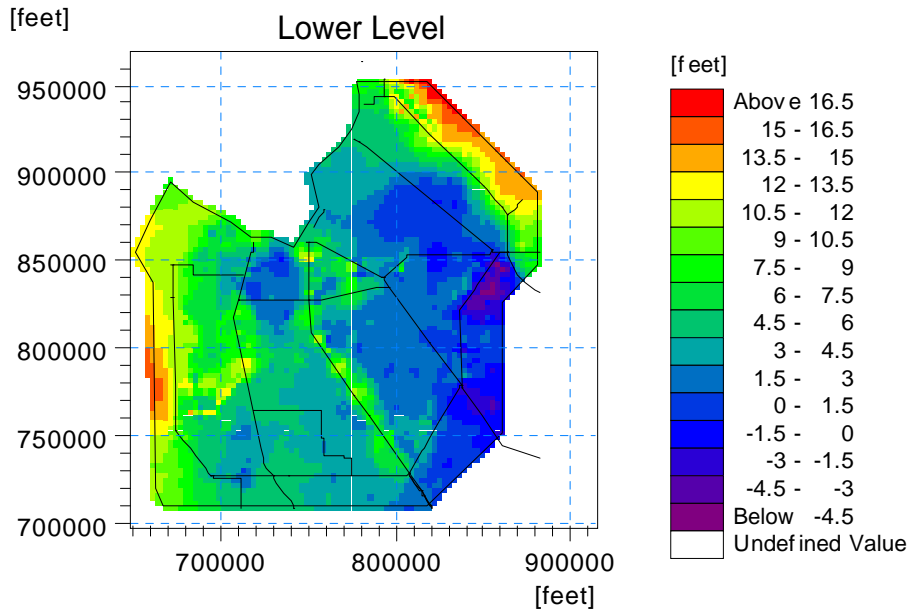 [feet]
Lower Level
950000
900000
850000
800000
750000
700000
700000 800000 900000
[feet]
[feet]
Above 16.5
15 - 16.5
13.5 - 15
12 - 13.5
10.5 - 12
9 - 10.5
7.5 - 9
6 - 7.5
4.5 - 6
3 - 4.5
1.5 - 3
0 - 1.5
-1.5 - 0
-3 - -1.5
-4.5 - -3
Below -4.5
Undefined Value